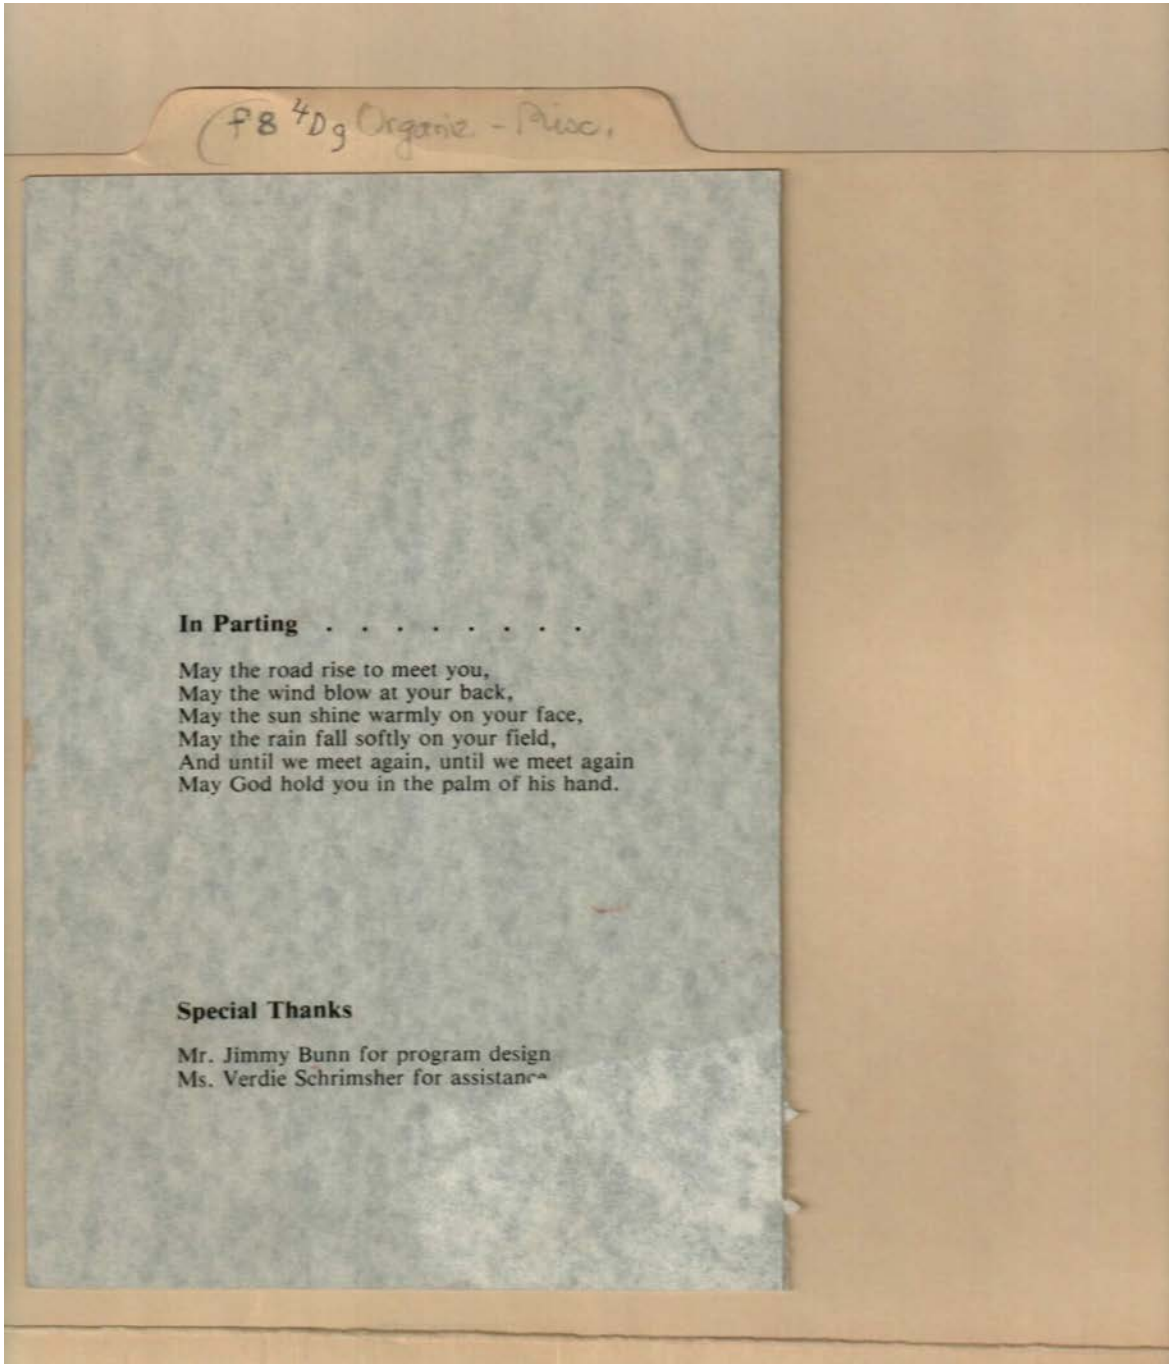 f8 4Dg Organiz - Misc.
In Parting . . . . . . . .
May the road rise to meet you,
May the wind blow at your back,
May the sun shine warmly on your face,
May the rain fall softly on your field,
And until we meet again, until we meet again
May God hold you in the palm of his hand.
Special Thanks
Mr. Jimmy Bunn for program design
Ms. Verdie Schrimsher for assistance